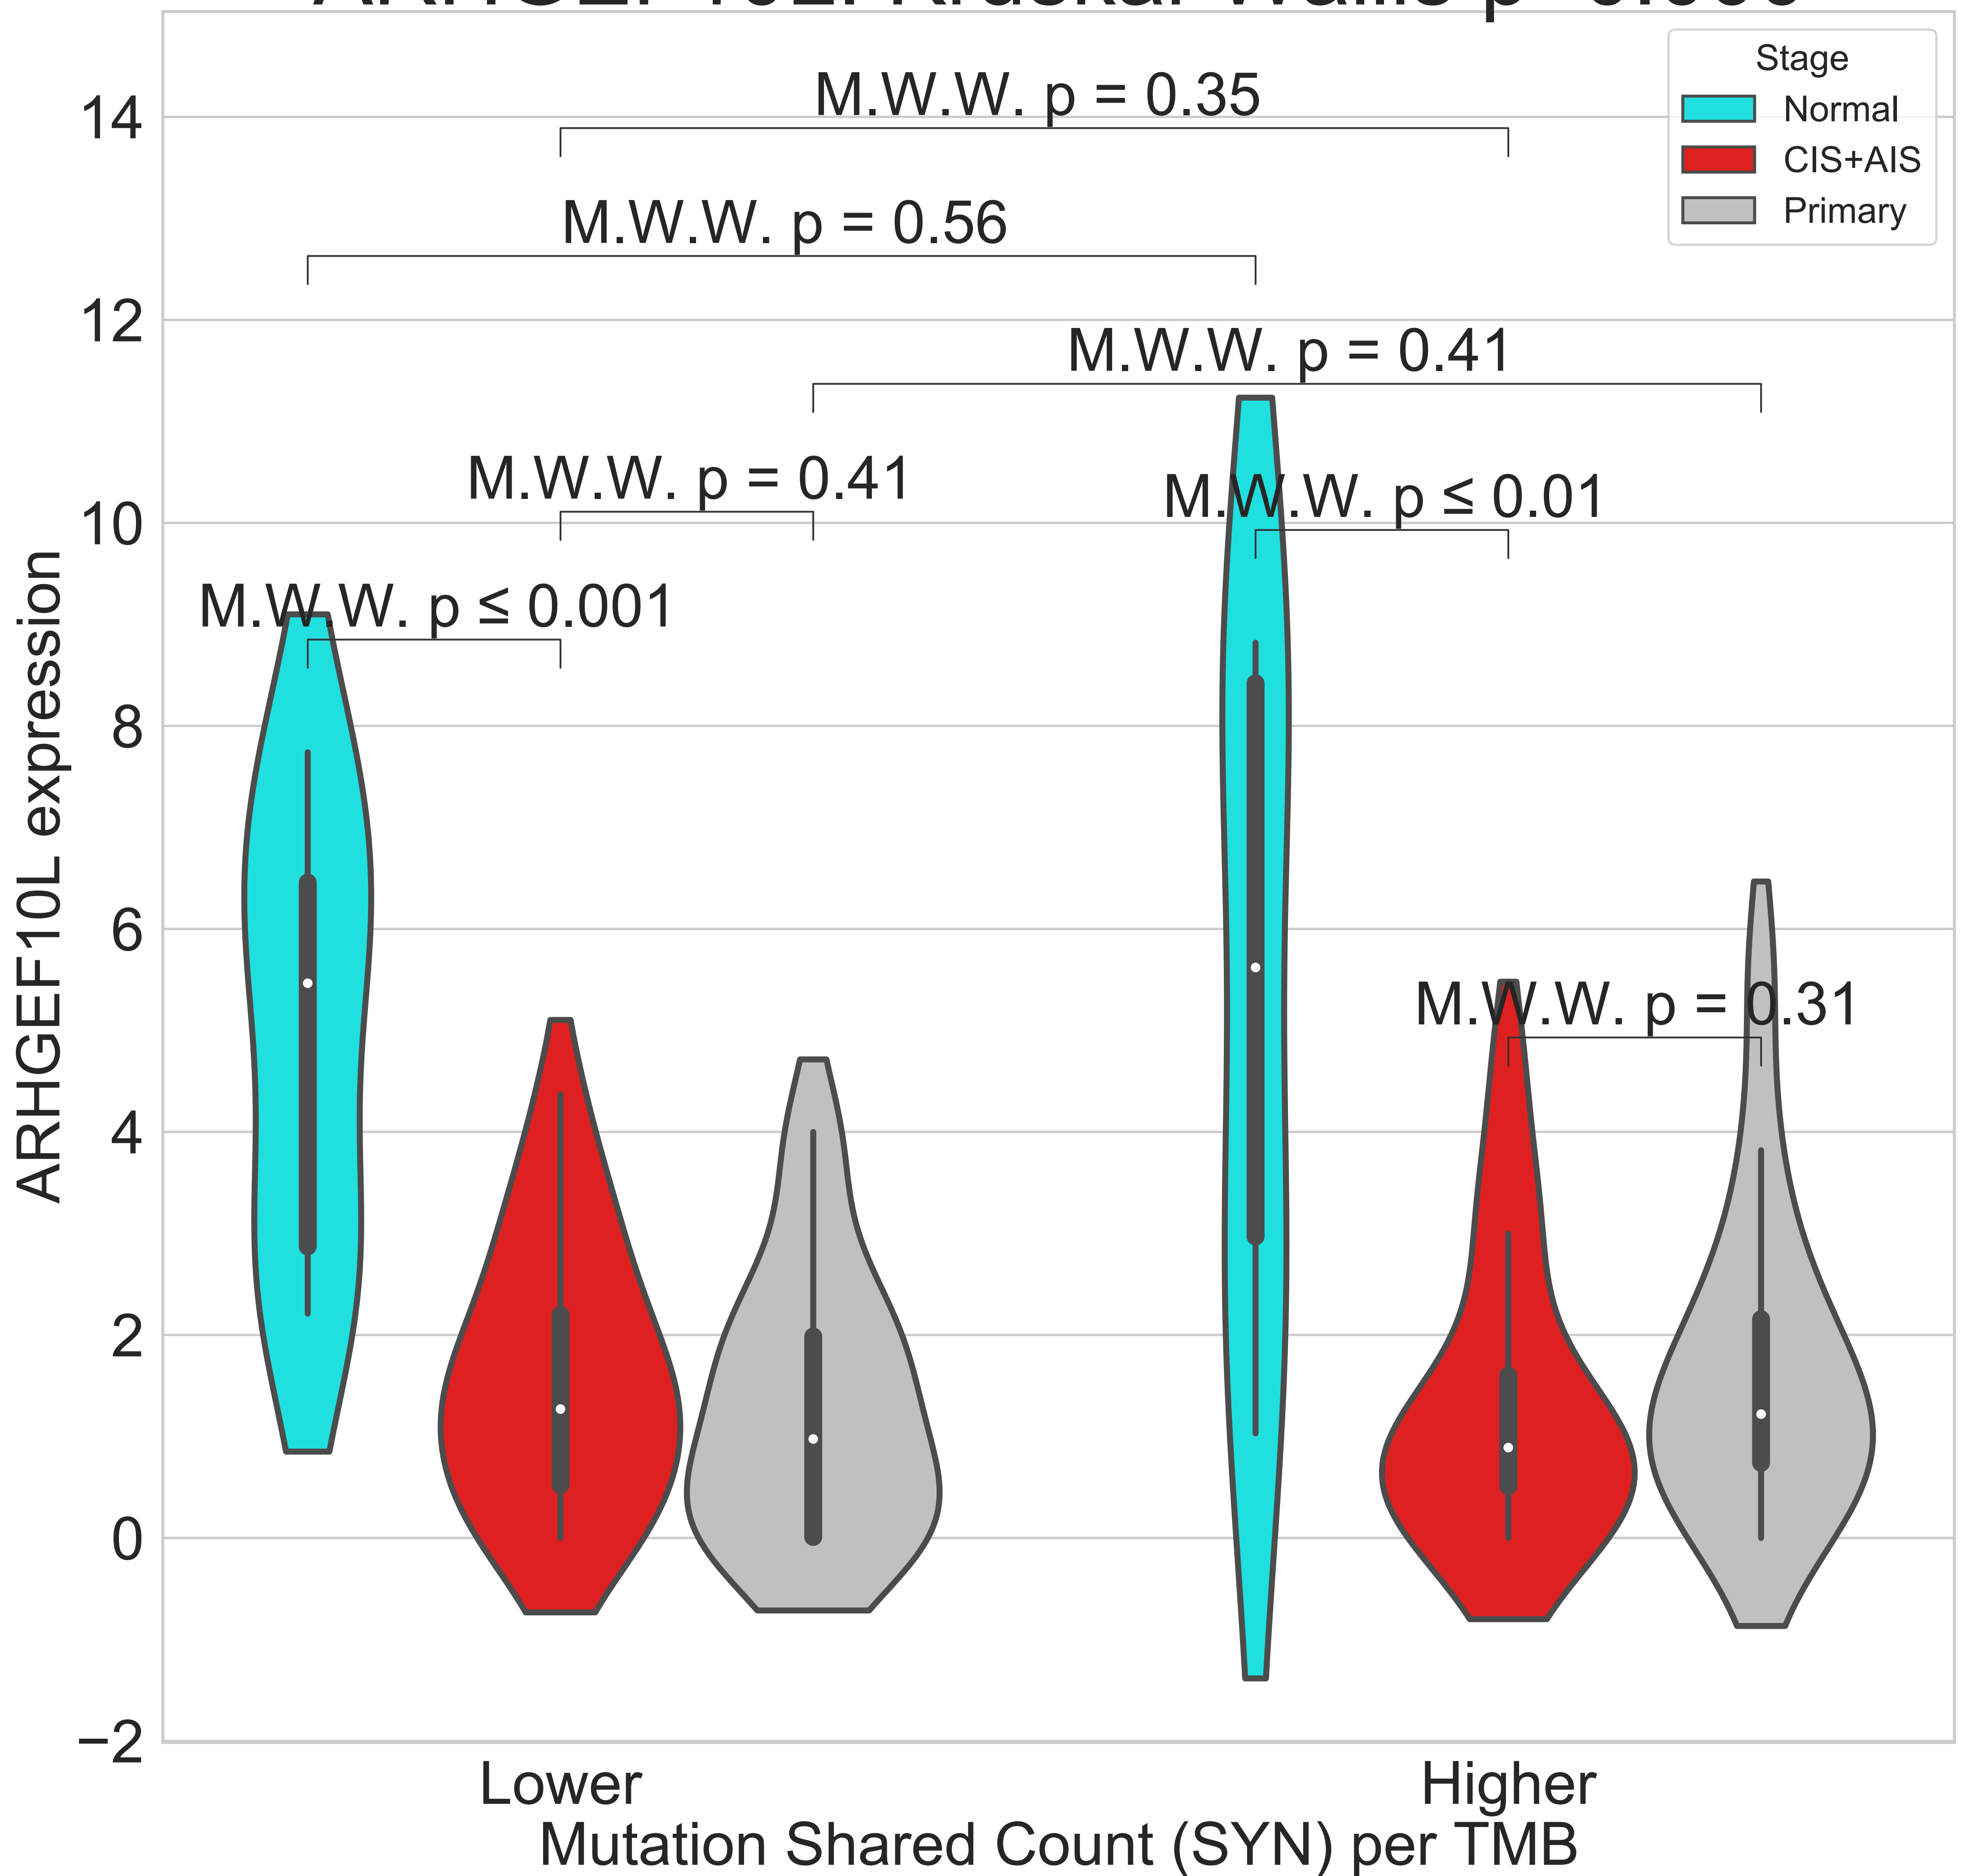 Stage
Normal
CIS+AIS
Primary
M.W.W. p = 0.35
M.W.W. p = 0.56
M.W.W. p = 0.41
M.W.W. p = 0.41
M.W.W. p ≤ 0.01
M.W.W. p ≤ 0.001
M.W.W. p = 0.31
14
12
10
8
6
4
2
0
−2
ARHGEF10L expression
Lower
Higher
Mutation Shared Count (SYN) per TMB